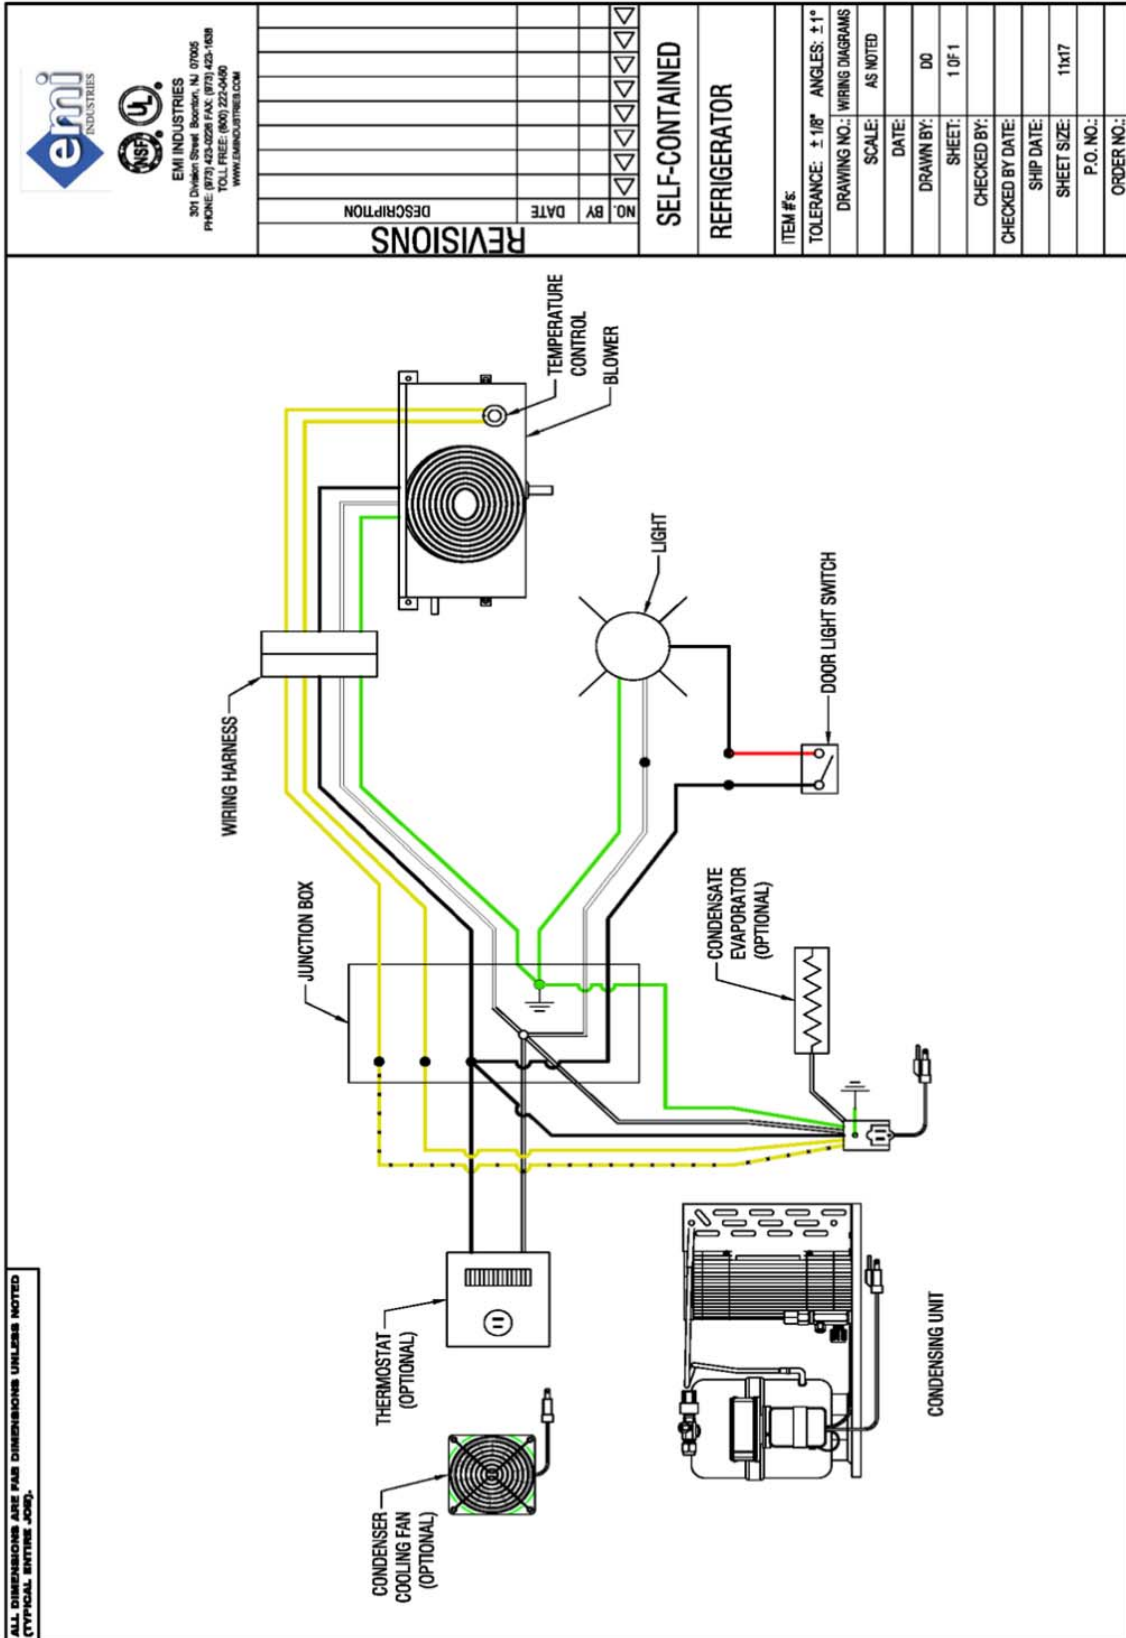 ALL DIMENSIONS ARE FAB DIMENSIONS UNLESS NOTED
(TYPICAL ENTIRE JOB).
emi
INDUSTRIES
NSF
UL
EMI INDUSTRIES
301 Division Street Boonton, NJ 07005
PHONE: (973) 423-0226 FAX: (973) 423-1638
TOLL FREE: (800) 222-0450
WWW.EMIINDUSTRIES.COM
REVISIONS
NO.
BY
DATE
DESCRIPTION
SELF-CONTAINED
REFRIGERATOR
ITEM #'s:
TOLERANCE: ± 1/8" ANGLES: ±1°
DRAWING NO.: WIRING DIAGRAMS
SCALE: AS NOTED
DATE:
DRAWN BY: DO
SHEET: 1 OF 1
CHECKED BY:
CHECKED BY DATE:
SHIP DATE:
SHEET SIZE: 11x17
P.O. NO.:
ORDER NO.:
WIRING HARNESS
JUNCTION BOX
TEMPERATURE
CONTROL
BLOWER
LIGHT
DOOR LIGHT SWITCH
CONDENSATE
EVAPORATOR
(OPTIONAL)
THERMOSTAT
(OPTIONAL)
CONDENSER
COOLING FAN
(OPTIONAL)
CONDENSING UNIT